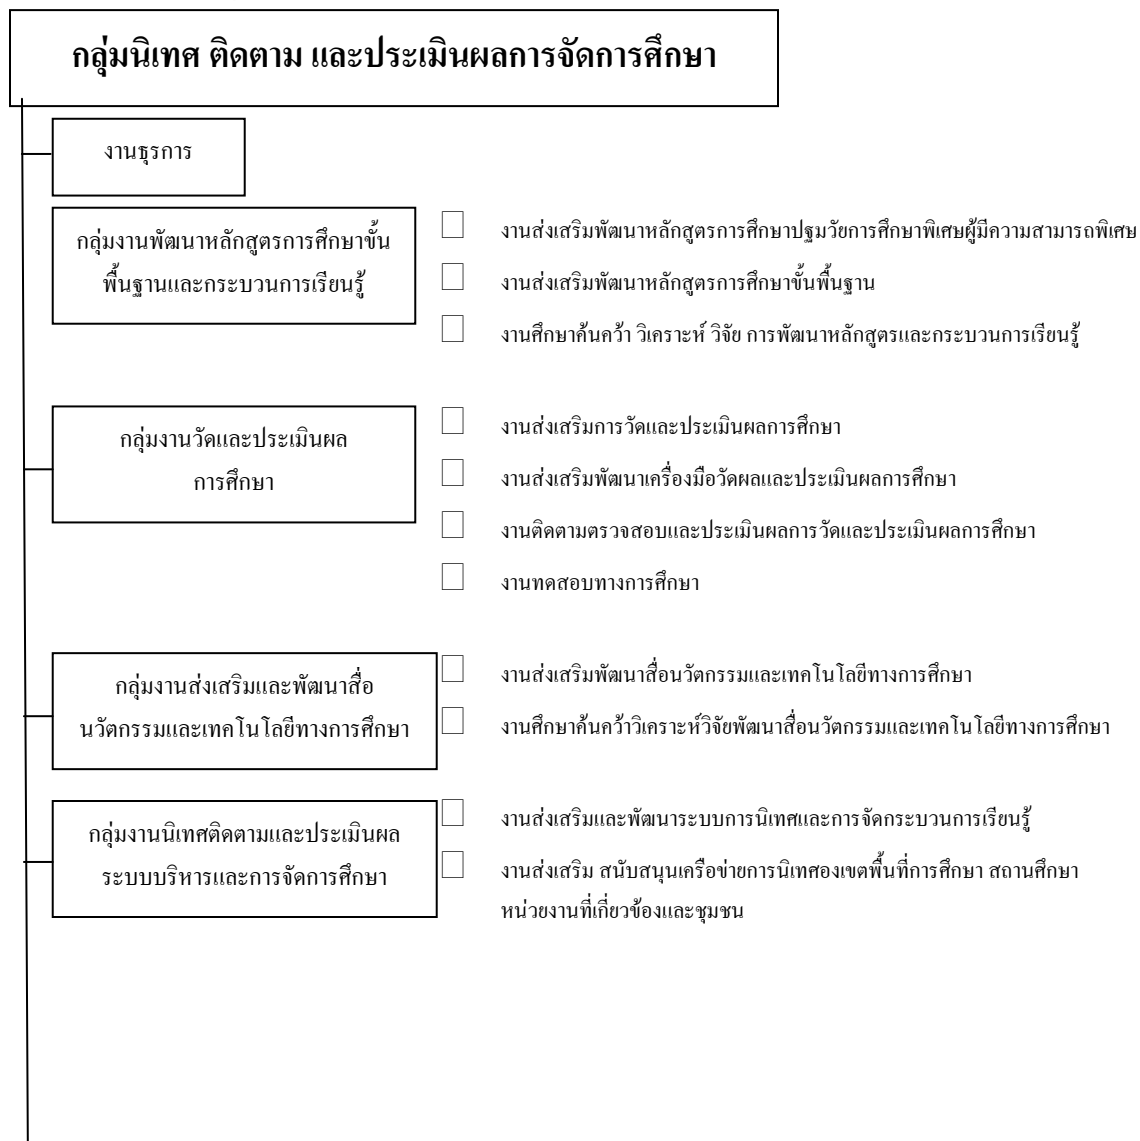 กลุ่มนิเทศ ติดตาม และประเมินผลการจัดการศึกษา
งานธุรการ
กลุ่มงานพัฒนาหลักสูตรการศึกษาขั้น
พื้นฐานและกระบวนการเรียนรู้
งานส่งเสริมพัฒนาหลักสูตรการศึกษาปฐมวัยการศึกษาพิเศษผู้มีความสามารถพิเศษ
งานส่งเสริมพัฒนาหลักสูตรการศึกษาขั้นพื้นฐาน
งานศึกษาค้นคว้า วิเคราะห์ วิจัย การพัฒนาหลักสูตรและกระบวนการเรียนรู้
กลุ่มงานวัดและประเมินผล
การศึกษา
งานส่งเสริมการวัดและประเมินผลการศึกษา
งานส่งเสริมพัฒนาเครื่องมือวัดผลและประเมินผลการศึกษา
งานติดตามตรวจสอบและประเมินผลการวัดและประเมินผลการศึกษา
งานทดสอบทางการศึกษา
กลุ่มงานส่งเสริมและพัฒนาสื่อ
นวัตกรรมและเทคโนโลยีทางการศึกษา
งานส่งเสริมพัฒนาสื่อนวัตกรรมและเทคโนโลยีทางการศึกษา
งานศึกษาค้นคว้าวิเคราะห์วิจัยพัฒนาสื่อนวัตกรรมและเทคโนโลยีทางการศึกษา
กลุ่มงานนิเทศติดตามและประเมินผล
ระบบบริหารและการจัดการศึกษา
งานส่งเสริมและพัฒนาระบบการนิเทศและการจัดกระบวนการเรียนรู้
งานส่งเสริม สนับสนุนเครือข่ายการนิเทศองเขตพื้นที่การศึกษา สถานศึกษา
หน่วยงานที่เกี่ยวข้องและชุมชน